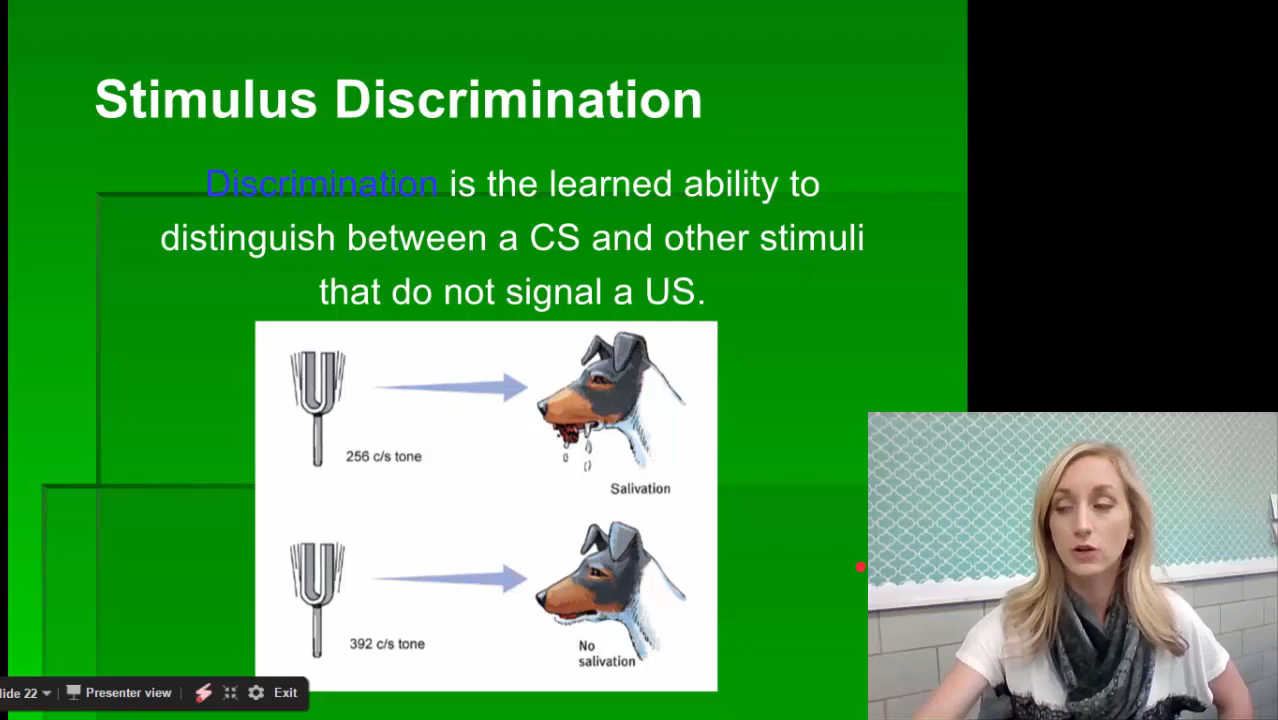 Stimulus Discrimination
Discrimination is the learned ability to
distinguish between a CS and other stimuli
that do not signal a US.
256 c/s tone
Salivation
392 c/s tone
No
salivation
lide 22
Presenter view
Exit